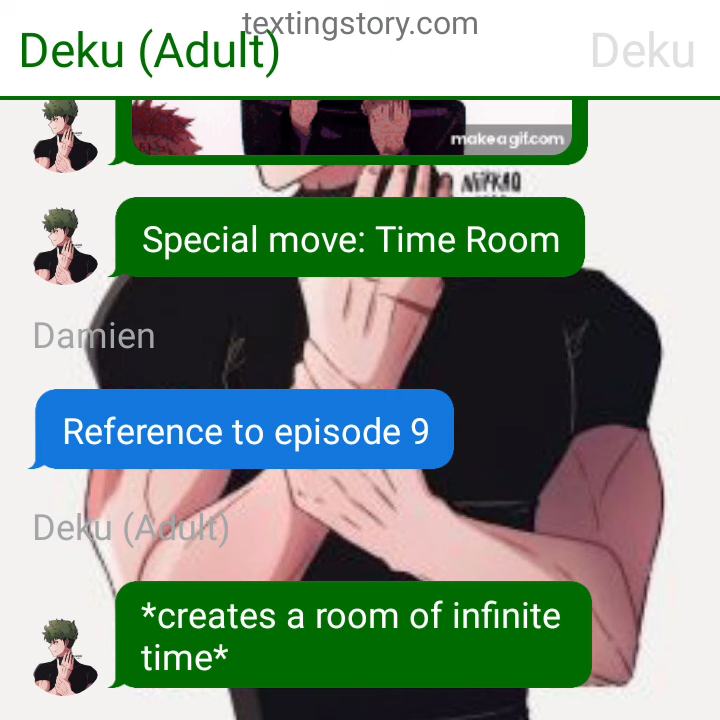 textingstory.com
Deku (Adult)
Deku
makeagif.com
Special move: Time Room
Damien
Reference to episode 9
Deku (Adult)
*creates a room of infinite
time*